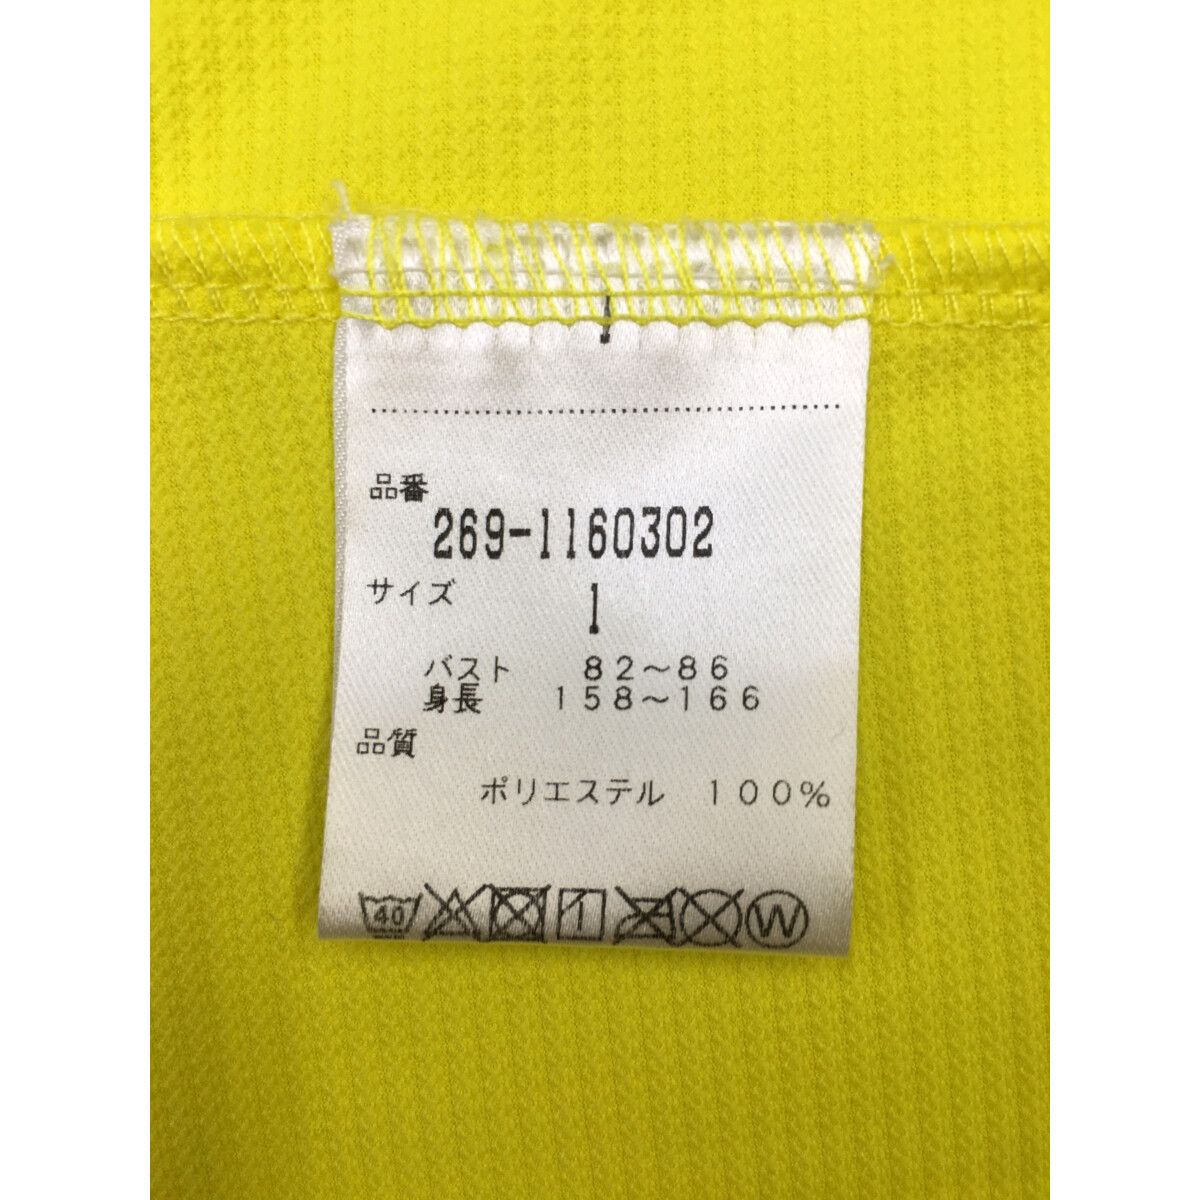 品番
269-1160302
サイズ 1
バスト 82～86
身長 158～166
品質
ポリエステル 100%
40 W